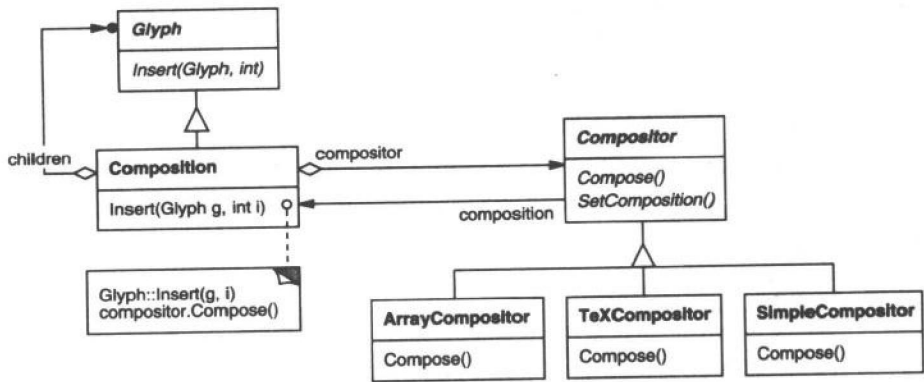 Glyph
Insert(Glyph, int)
children
Composition
compositor
Compositor
Insert(Glyph g, int i)
Compose()
SetComposition()
composition
Glyph::Insert(g, i)
compositor.Compose()
ArrayCompositor
TeXCompositor
SimpleCompositor
Compose()
Compose()
Compose()